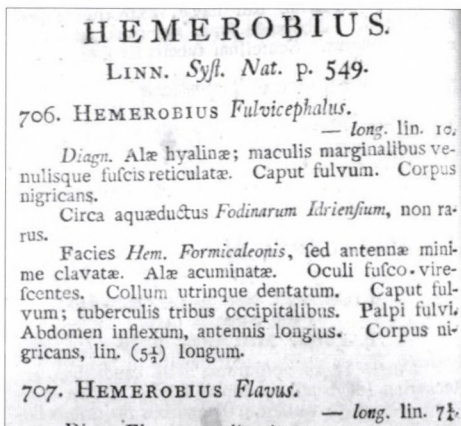 HEMEROBIUS.
LINN. Syſt. Nat. p. 549.
706. HEMEROBIUS Fulvicephalus.
— long. lin. 10.
Diagn. Alæ hyalinæ; maculis marginalibus ve-
nuliſque fuſcis reticulatæ. Caput fulvum. Corpus
nigricans.
Circa aquæductus Fodinarum Idrienſium, non ra-
rus.
Facies Hem. Formicaleonis, ſed antennæ mini-
me clavatæ. Alæ acuminatæ. Oculi fuſco-vire-
ſcentes. Collum utrinque dentatum. Caput ful-
vum; tuberculis tribus occipitalibus. Palpi fulvi.
Abdomen inflexum, antennis longius. Corpus ni-
gricans, lin. (5½) longum.
707. HEMEROBIUS Flavus.
— long. lin. 7¼.